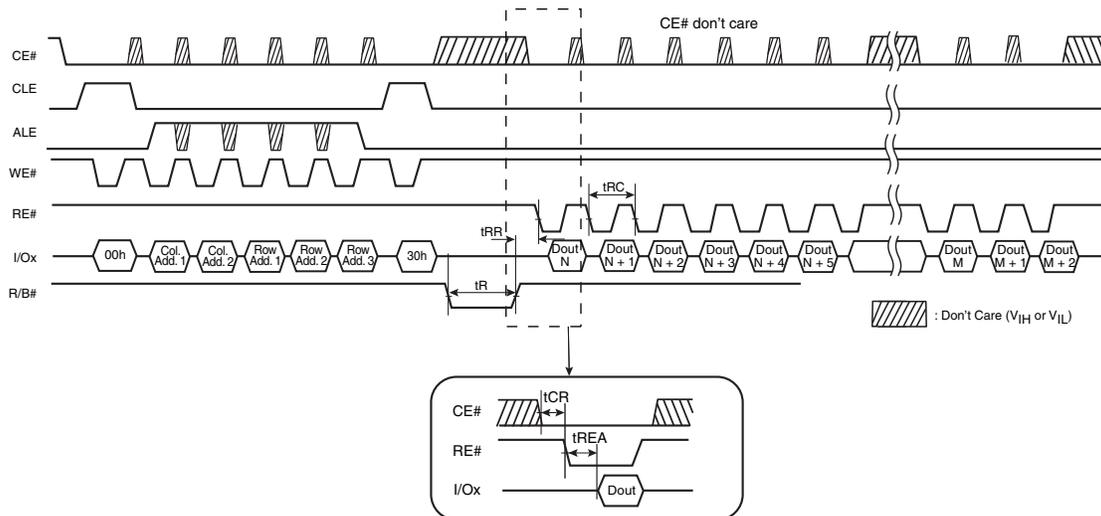 CE# don't care
CE#
CLE
ALE
WE#
RE#
tRC
tRR
I/Ox
00h
Col. Add. 1
Col. Add. 2
Row Add. 1
Row Add. 2
Row Add. 3
30h
Dout N
Dout N + 1
Dout N + 2
Dout N + 3
Dout N + 4
Dout N + 5
Dout M
Dout M + 1
Dout M + 2
R/B#
tR
: Don't Care (VIH or VIL)
CE#
tCR
RE#
tREA
I/Ox
Dout